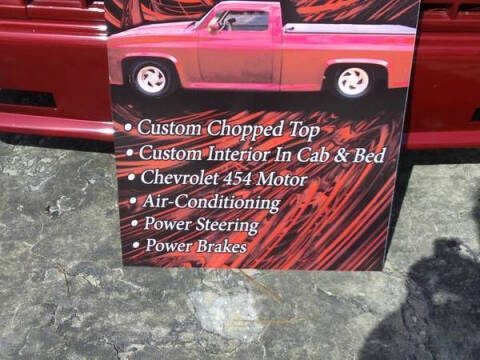 • Custom Chopped Top
• Custom Interior In Cab & Bed
• Chevrolet 454 Motor
• Air-Conditioning
• Power Steering
• Power Brakes